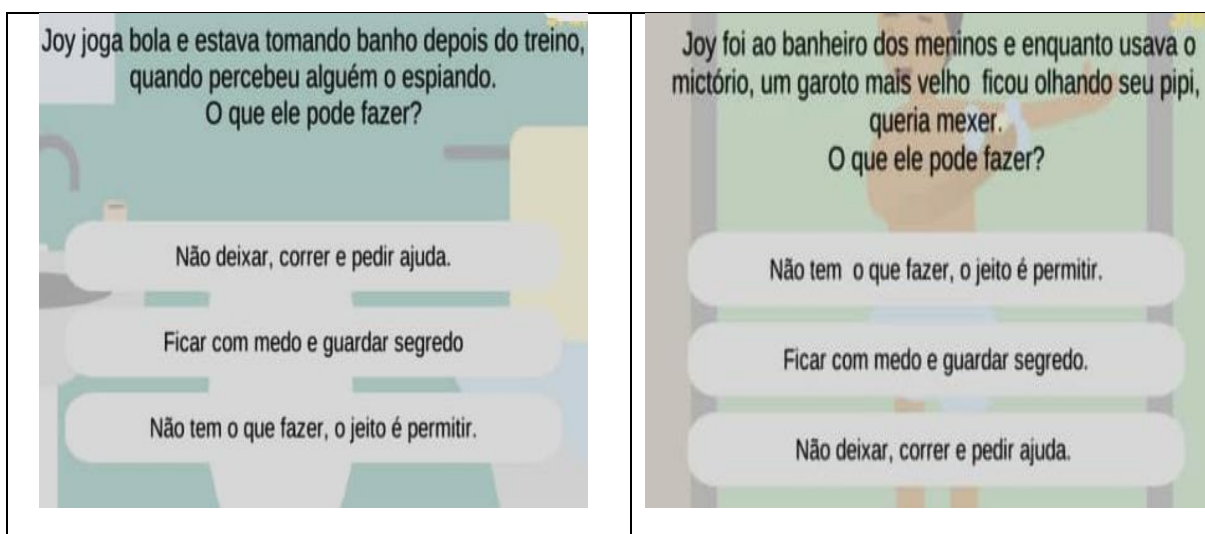 Joy joga bola e estava tomando banho depois do treino,
quando percebeu alguém o espiando.
O que ele pode fazer?
Não deixar, correr e pedir ajuda.
Ficar com medo e guardar segredo
Não tem o que fazer, o jeito é permitir.
Joy foi ao banheiro dos meninos e enquanto usava o
mictório, um garoto mais velho ficou olhando seu pipi,
queria mexer.
O que ele pode fazer?
Não tem o que fazer, o jeito é permitir.
Ficar com medo e guardar segredo.
Não deixar, correr e pedir ajuda.